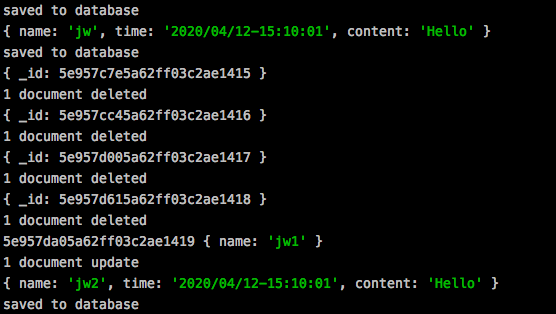 saved to database
{ name: 'jw', time: '2020/04/12-15:10:01', content: 'Hello' }
saved to database
{ _id: 5e957c7e5a62ff03c2ae1415 }
1 document deleted
{ _id: 5e957cc45a62ff03c2ae1416 }
1 document deleted
{ _id: 5e957d005a62ff03c2ae1417 }
1 document deleted
{ _id: 5e957d615a62ff03c2ae1418 }
1 document deleted
5e957da05a62ff03c2ae1419 { name: 'jw1' }
1 document update
{ name: 'jw2', time: '2020/04/12-15:10:01', content: 'Hello' }
saved to database